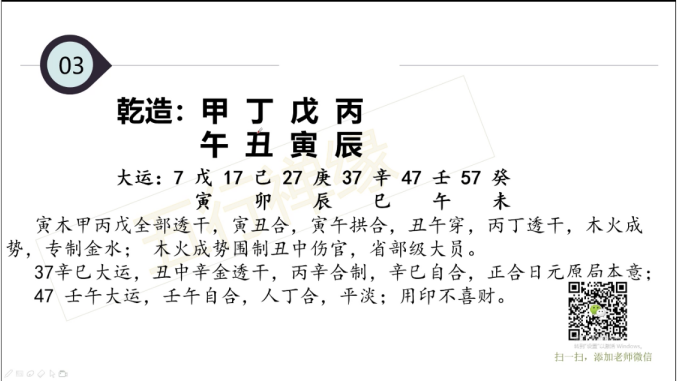 03
乾造：甲 丁 戊 丙
午 丑 寅 辰
大运：7 戊 17 己 27 庚 37 辛 47 壬 57 癸
寅 卯 辰 巳 午 未
寅木甲丙戊全部透干，寅丑合，寅午拱合，丑午穿，丙丁透干，木火成
势，专制金水； 木火成势围制丑中伤官，省部级大员。
37辛巳大运，丑中辛金透干，丙辛合制，辛巳自合，正合日元原局本意；
47 壬午大运，壬午自合，人丁合，平淡；用印不喜财。
扫一扫，添加老师微信